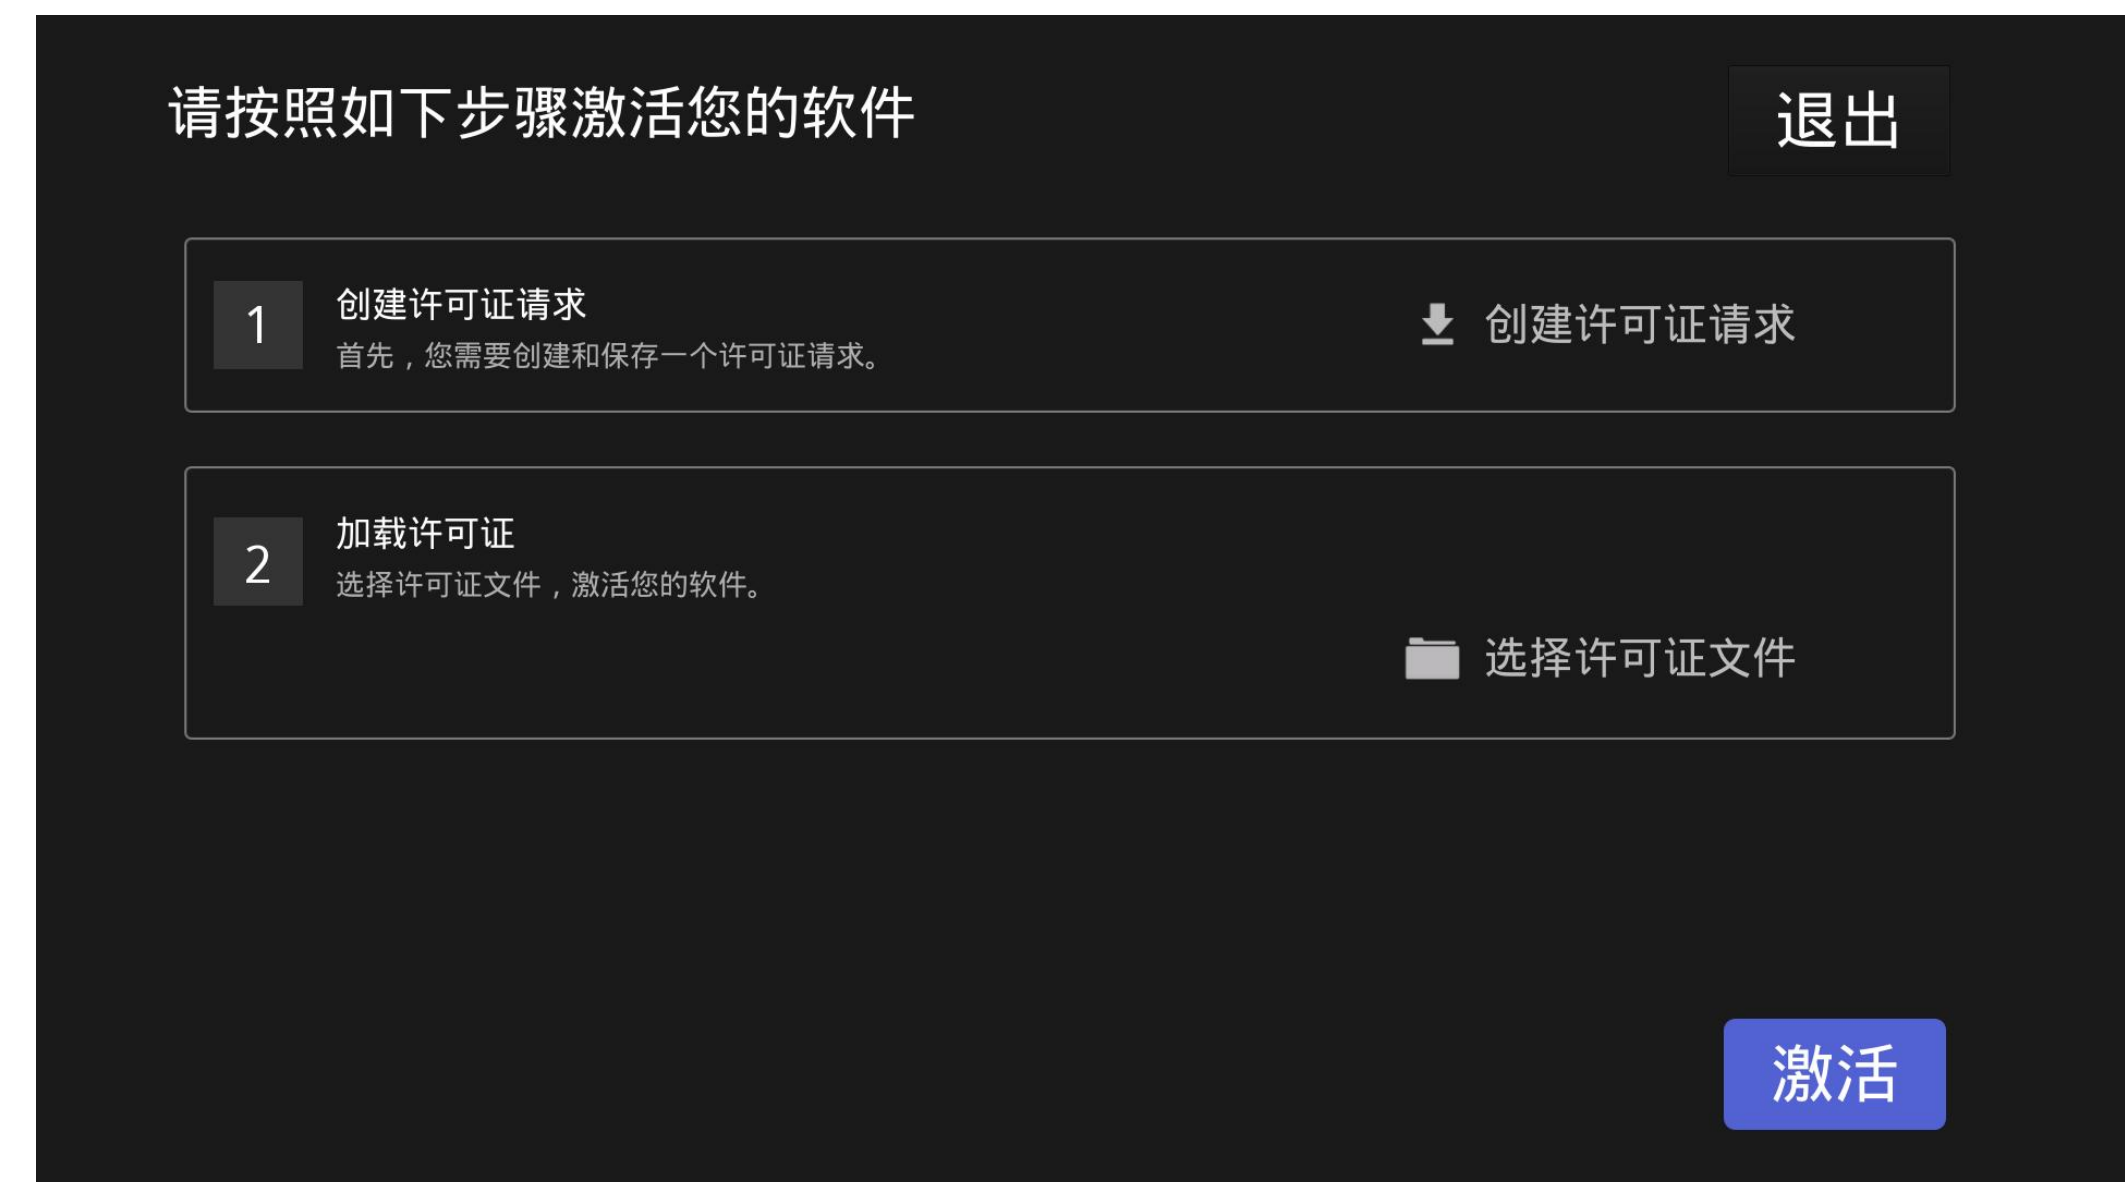 请按照如下步骤激活您的软件
退出
1
创建许可证请求
首先，您需要创建和保存一个许可证请求。
创建许可证请求
2
加载许可证
选择许可证文件，激活您的软件。
选择许可证文件
激活